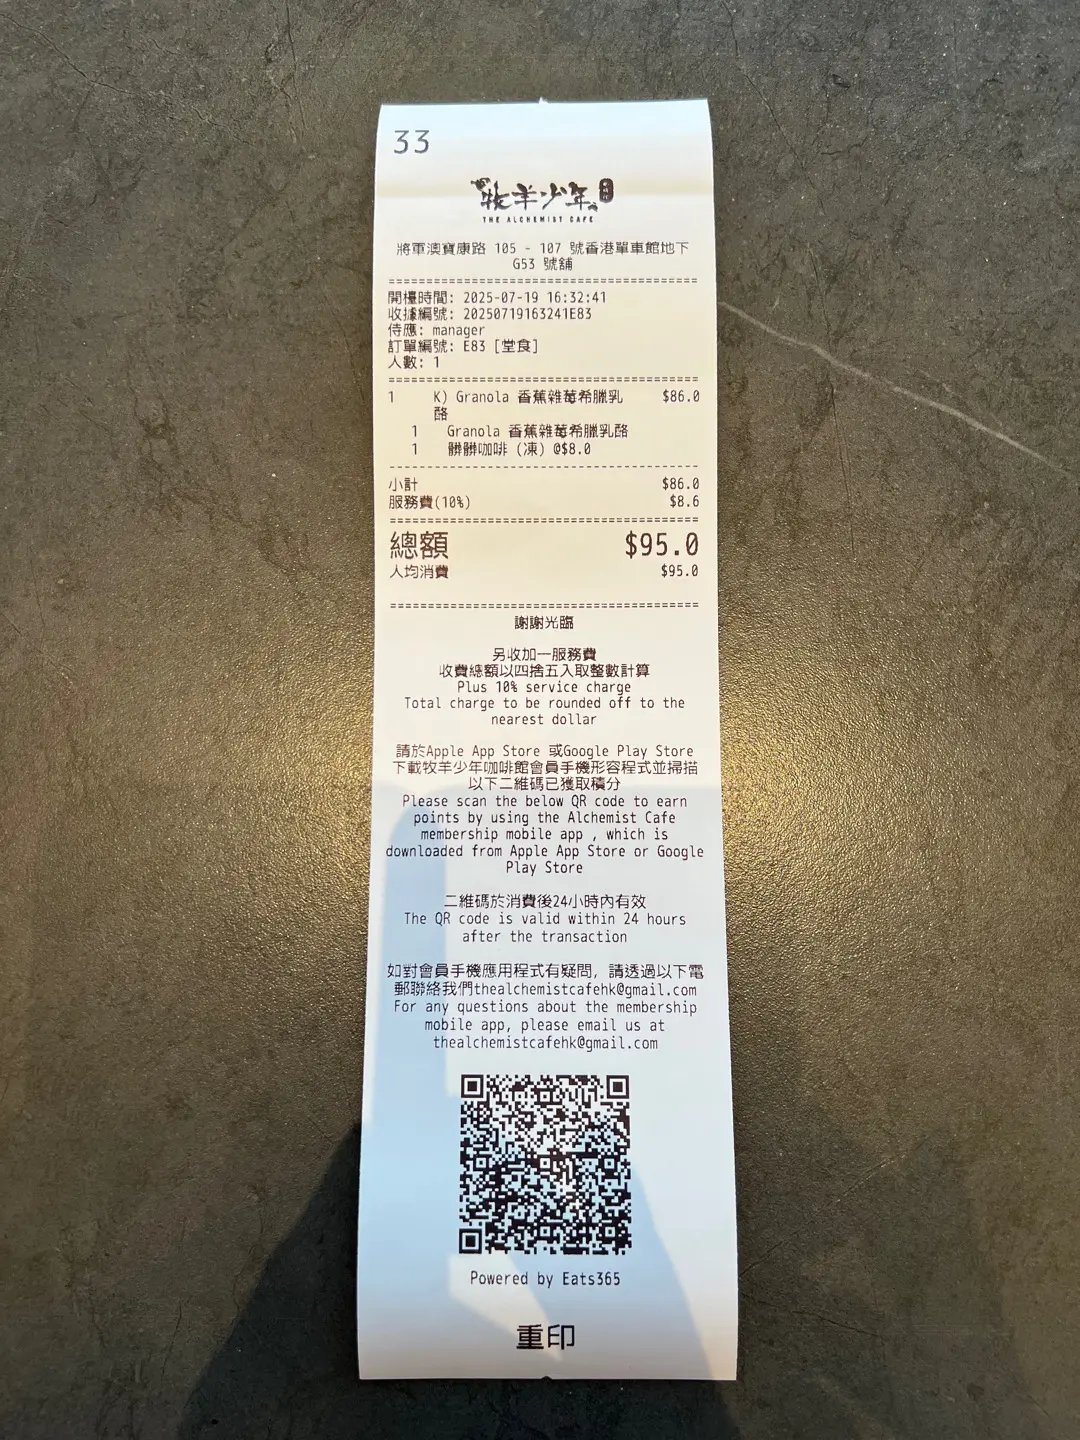 33
牧羊少年
THE ALCHEMIST CAFE
將軍澳寶康路 105 - 107 號香港單車館地下
G53 號舖
開檯時間: 2025-07-19 16:32:41
收據編號: 20250719163241E83
侍應: manager
訂單編號: E83 [堂食]
人數: 1
1 K) Granola 香蕉雜莓希臘乳 $86.0
酪
1 Granola 香蕉雜莓希臘乳酪
1 髒髒咖啡 (凍) @$8.0
小計 $86.0
服務費(10%) $8.6
總額 $95.0
人均消費 $95.0
謝謝光臨
另收加一服務費
收費總額以四捨五入取整數計算
Plus 10% service charge
Total charge to be rounded off to the
nearest dollar
請於Apple App Store 或Google Play Store
下載牧羊少年咖啡館會員手機形容程式並掃描
以下二維碼已獲取積分
Please scan the below QR code to earn
points by using the Alchemist Cafe
membership mobile app , which is
downloaded from Apple App Store or Google
Play Store
二維碼於消費後24小時內有效
The QR code is valid within 24 hours
after the transaction
如對會員手機應用程式有疑問, 請透過以下電
郵聯絡我們thealchemistcafehk@gmail.com
For any questions about the membership
mobile app, please email us at
thealchemistcafehk@gmail.com
Powered by Eats365
重印